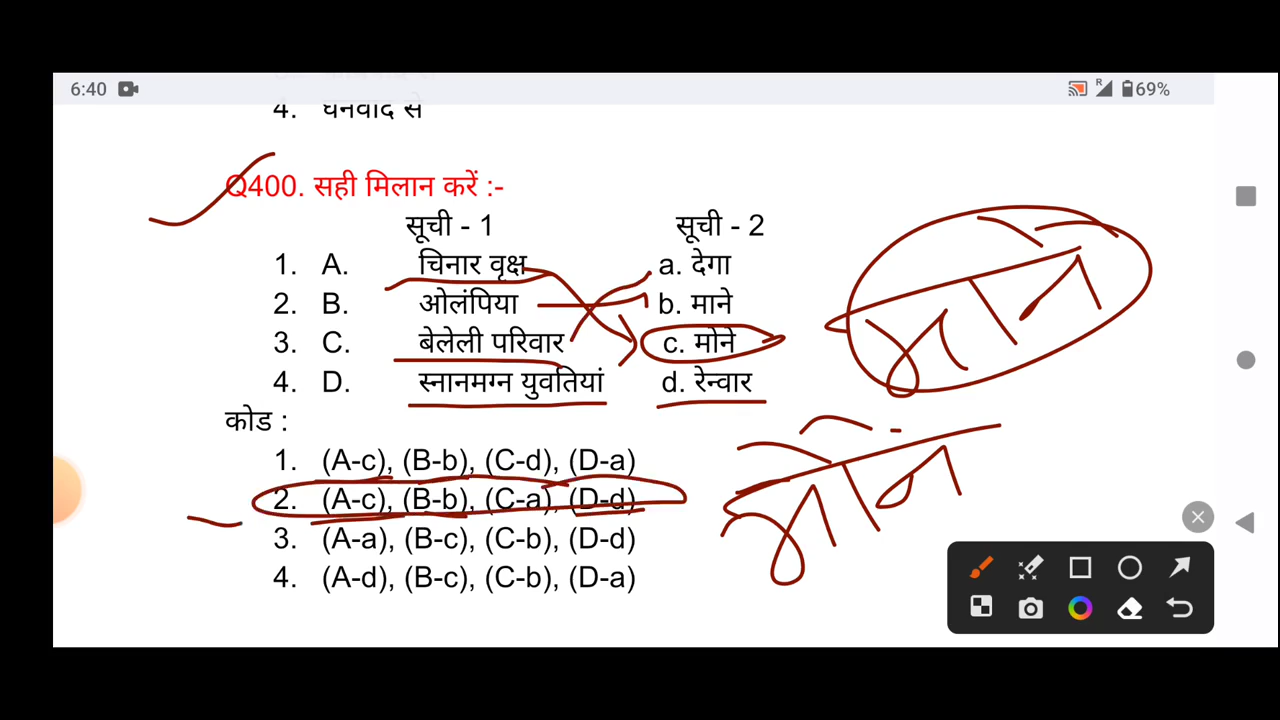 6:40 R 69%
4. धनवाद से
Q400. सही मिलान करें :-
सूची - 1 सूची - 2
1. A. चिनार वृक्ष a. देगा
2. B. ओलंपिया b. माने
3. C. बेलेली परिवार c. मोने
4. D. स्नानमग्न युवतियां d. रेन्वार
कोड :
1. (A-c), (B-b), (C-d), (D-a)
2. (A-c), (B-b), (C-a), (D-d)
3. (A-a), (B-c), (C-b), (D-d)
4. (A-d), (B-c), (C-b), (D-a)